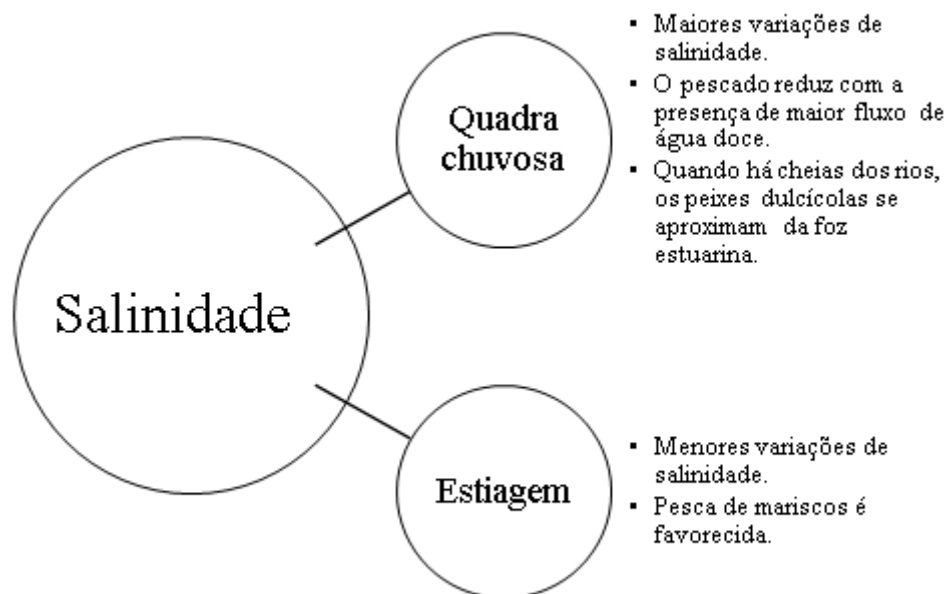 Salinidade
Quadra
chuvosa
▪ Maiores variações de
salinidade.
▪ O pescado reduz com a
presença de maior fluxo de
água doce.
▪ Quando há cheias dos rios,
os peixes dulcícolas se
aproximam da foz
estuarina.
Estiagem
▪ Menores variações de
salinidade.
▪ Pesca de mariscos é
favorecida.